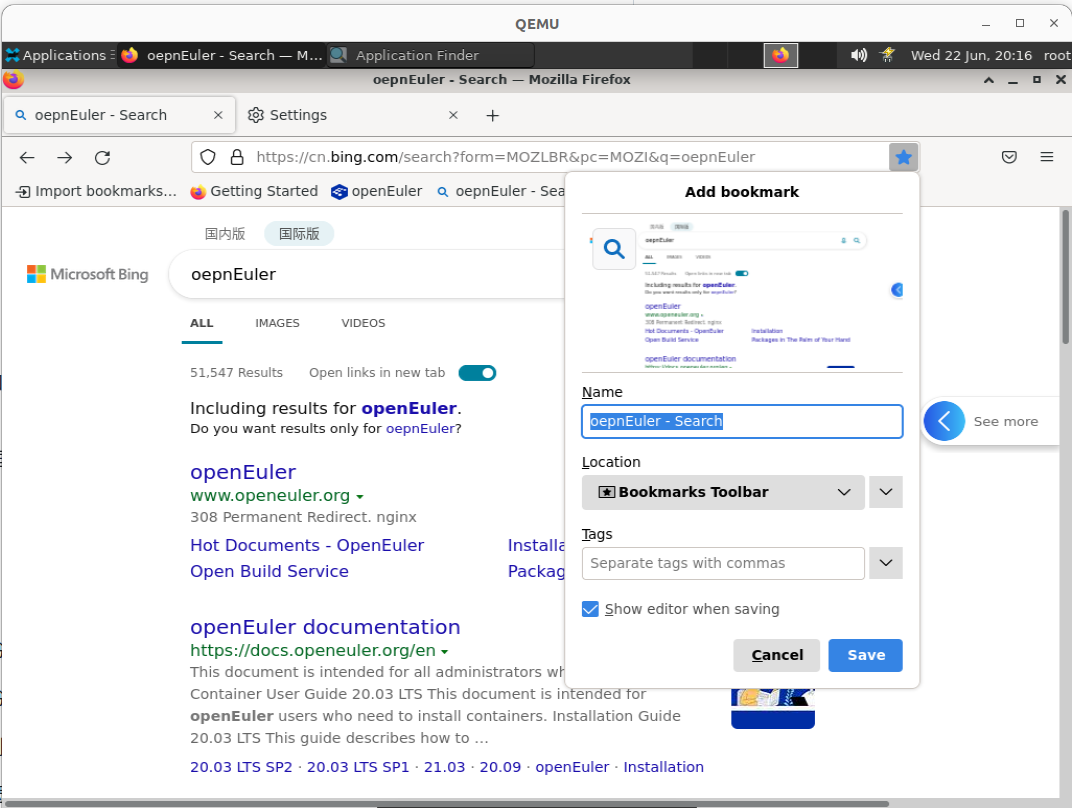 QEMU
Applications
oepnEuler - Search — M...
Application Finder
Wed 22 Jun, 20:16
root
oepnEuler - Search — Mozilla Firefox
oepnEuler - Search
Settings
https://cn.bing.com/search?form=MOZLBR&pc=MOZI&q=oepnEuler
Import bookmarks...
Getting Started
openEuler
oepnEuler - Sea
Add bookmark
国内版
国际版
Microsoft Bing
oepnEuler
ALL
IMAGES
VIDEOS
51,547 Results
Open links in new tab
Including results for openEuler.
Do you want results only for oepnEuler?
openEuler
www.openeuler.org
308 Permanent Redirect. nginx
Hot Documents - OpenEuler
Installa
Open Build Service
Packag
openEuler documentation
https://docs.openeuler.org/en
This document is intended for all administrators wh
Container User Guide 20.03 LTS This document is intended for
openEuler users who need to install containers. Installation Guide
20.03 LTS This guide describes how to …
20.03 LTS SP2 · 20.03 LTS SP1 · 21.03 · 20.09 · openEuler · Installation
国内版
国际版
oepnEuler
ALL
IMAGES
VIDEOS
51,547 Results
Open links in new tab
Including results for openEuler.
Do you want results only for oepnEuler?
openEuler
www.openeuler.org
308 Permanent Redirect. nginx
Hot Documents - OpenEuler
Installation
Open Build Service
Packages in The Palm of Your Hand
openEuler documentation
Name
oepnEuler - Search
Location
Bookmarks Toolbar
Tags
Separate tags with commas
Show editor when saving
Cancel
Save
See more